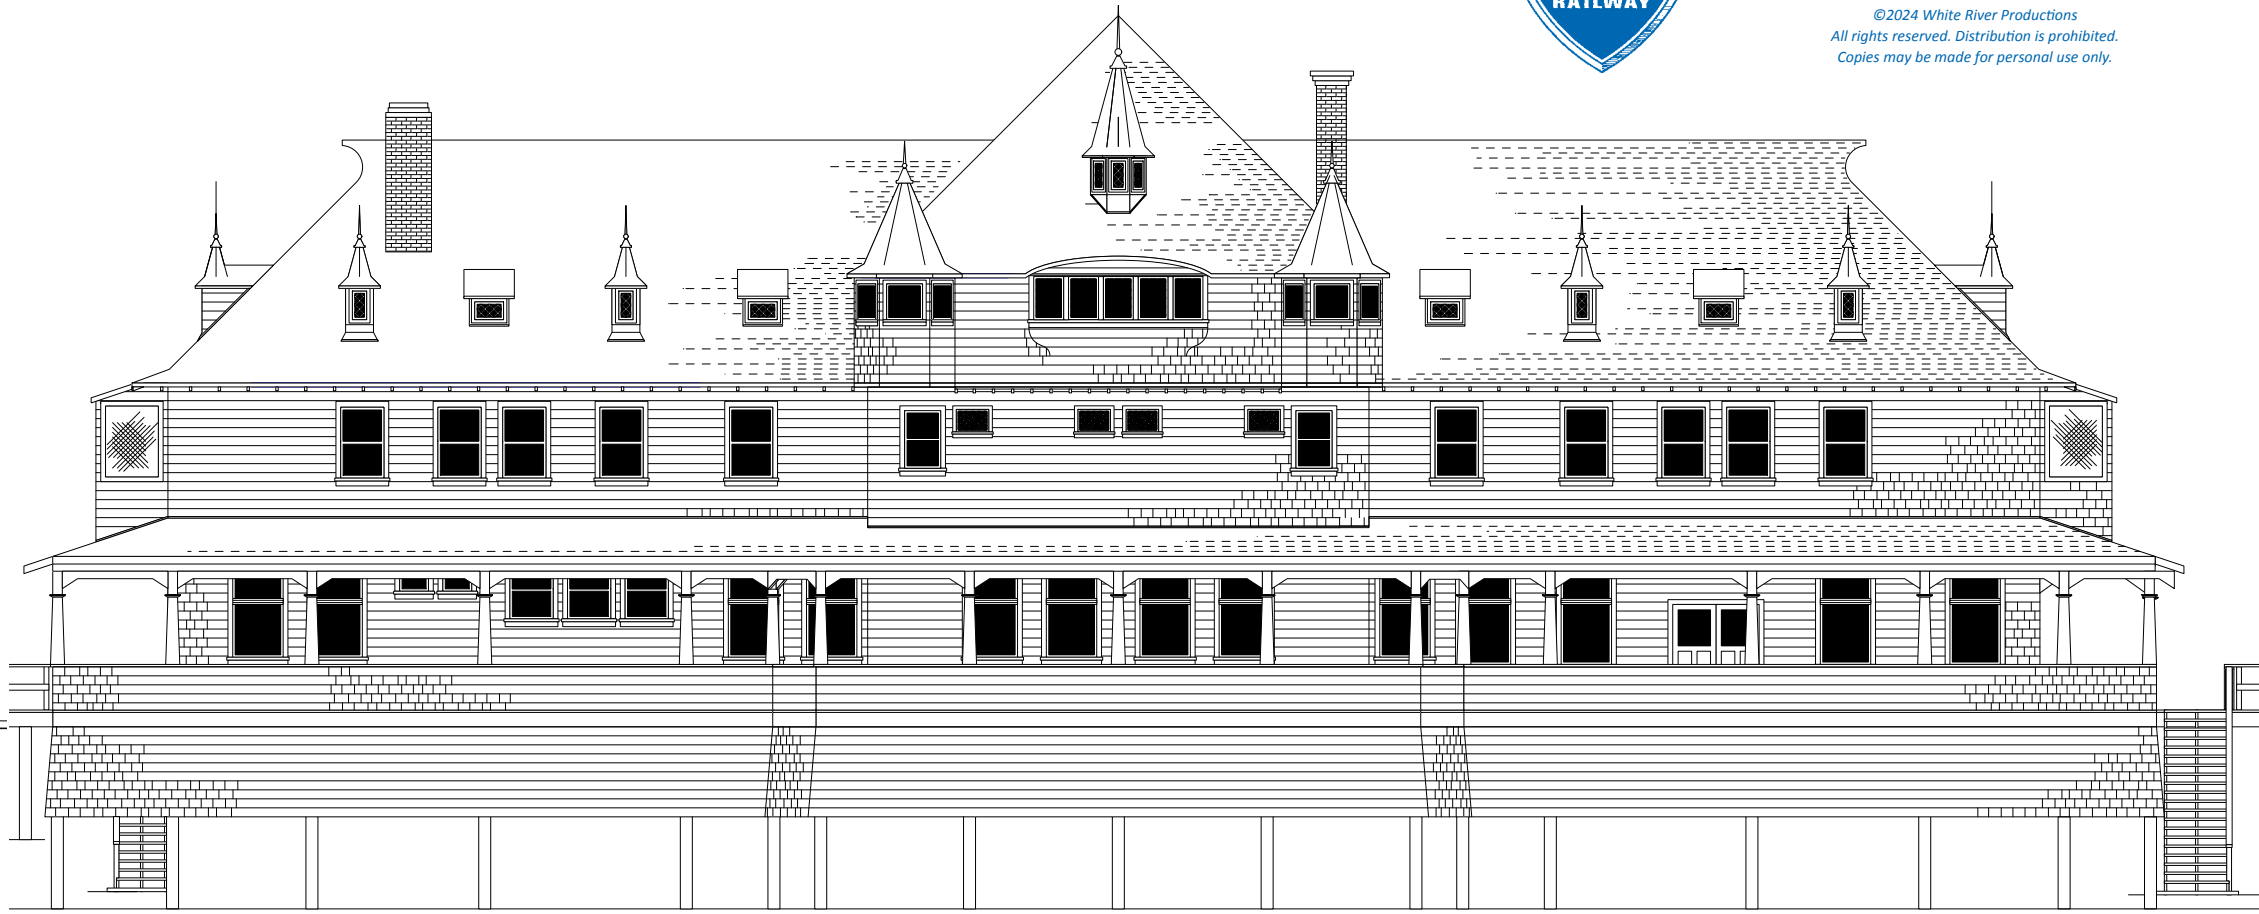 RAILWAY
©2024 White River Productions
All rights reserved. Distribution is prohibited.
Copies may be made for personal use only.